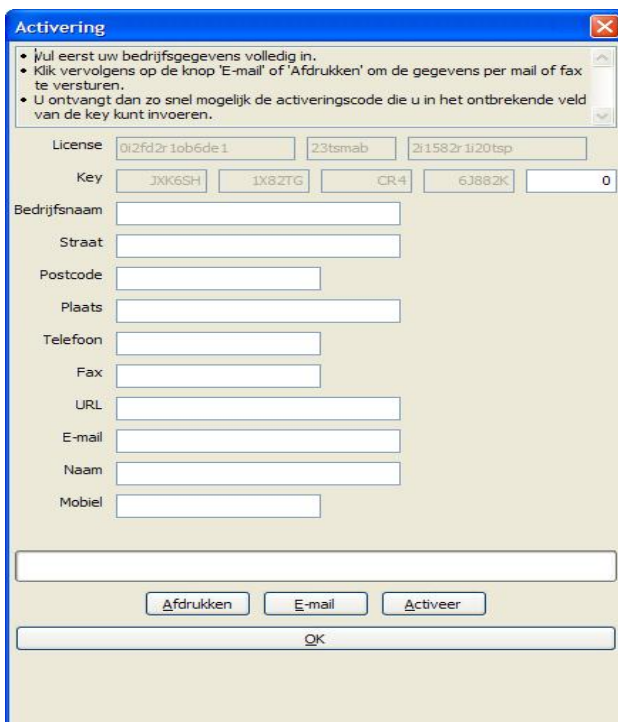 Activering
• Vul eerst uw bedrijfsgegevens volledig in.
• Klik vervolgens op de knop 'E-mail' of 'Afdrukken' om de gegevens per mail of fax
te versturen.
• U ontvangt dan zo snel mogelijk de activeringscode die u in het ontbrekende veld
van de key kunt invoeren.
License 0i2fd2r1ob6de1 23tsmab 2i1582r1i20tsp
Key JXK6SH 1X82TG CR4 6J882K 0
Bedrijfsnaam
Straat
Postcode
Plaats
Telefoon
Fax
URL
E-mail
Naam
Mobiel
Afdrukken E-mail Activeer
OK